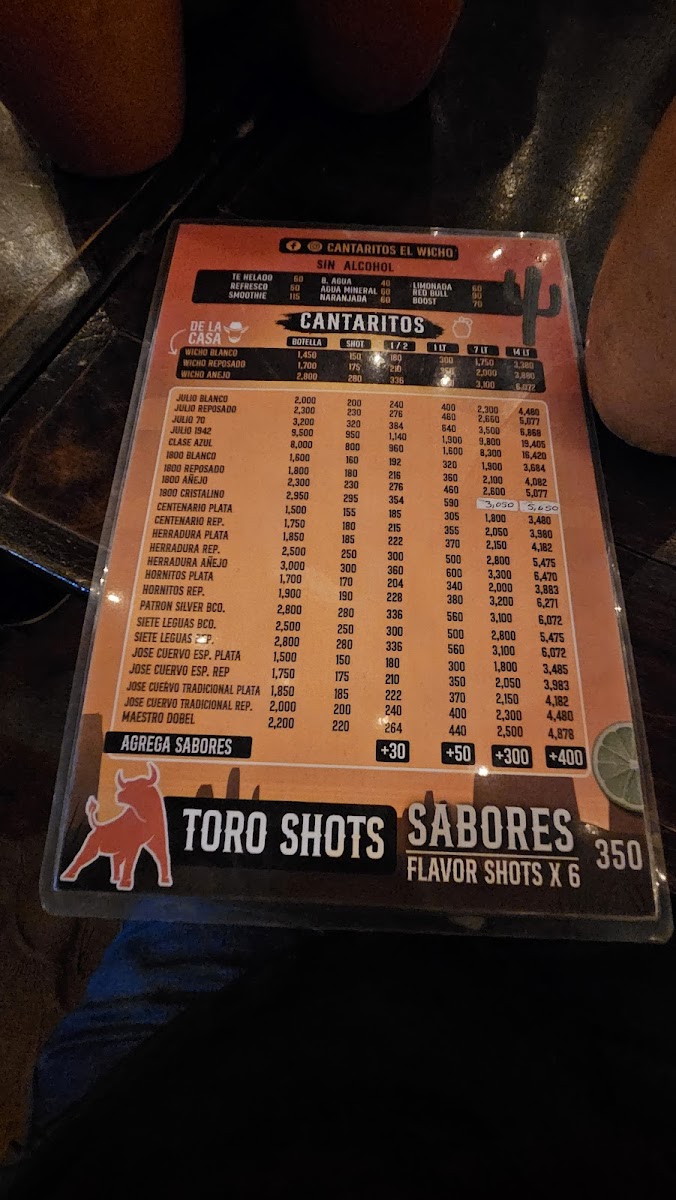 CANTARITOS EL WICHO
SIN ALCOHOL
TE HELADO 60 B. AGUA 40 LIMONADA 60
REFRESCO 50 AGUA MINERAL 60 RED BULL 90
SMOOTHIE 115 NARANJADA 60 BOOST 70
CANTARITOS
DE LA CASA
BOTELLA SHOT 1 / 2 1 LT 7 LT 14 LT
WICHO BLANCO 1,450 150 180 300 1,750 3,380
WICHO REPOSADO 1,700 175 210 2,000 3,880
WICHO ANEJO 2,800 280 336 3,100 6,072
JULIO BLANCO 2,000 200 240 400 2,300 4,480
JULIO REPOSADO 2,300 230 276 460 2,650 5,077
JULIO 70 3,200 320 384 640 3,500 6,868
JULIO 1942 9,500 950 1,140 1,900 9,800 19,405
CLASE AZUL 8,000 800 960 1,600 8,300 16,420
1800 BLANCO 1,600 160 192 320 1,900 3,684
1800 REPOSADO 1,800 180 216 360 2,100 4,082
1800 AÑEJO 2,300 230 276 460 2,600 5,077
1800 CRISTALINO 2,950 295 354 590 3,050 5,650
CENTENARIO PLATA 1,500 155 185 305 1,800 3,480
CENTENARIO REP. 1,750 180 215 355 2,050 3,980
HERRADURA PLATA 1,850 185 222 370 2,150 4,182
HERRADURA REP. 2,500 250 300 500 2,800 5,475
HERRADURA AÑEJO 3,000 300 360 600 3,300 6,470
HORNITOS PLATA 1,700 170 204 340 2,000 3,883
HORNITOS REP. 1,900 190 228 380 3,200 6,271
PATRON SILVER BCO. 2,800 280 336 560 3,100 6,072
SIETE LEGUAS BCO. 2,500 250 300 500 2,800 5,475
SIETE LEGUAS REP. 2,800 280 336 560 3,100 6,072
JOSE CUERVO ESP. PLATA 1,500 150 180 300 1,800 3,485
JOSE CUERVO ESP. REP 1,750 175 210 350 2,050 3,983
JOSE CUERVO TRADICIONAL PLATA 1,850 185 222 370 2,150 4,182
JOSE CUERVO TRADICIONAL REP. 2,000 200 240 400 2,300 4,480
MAESTRO DOBEL 2,200 220 264 440 2,500 4,878
AGREGA SABORES +30 +50 +300 +400
TORO SHOTS SABORES 350
FLAVOR SHOTS X 6